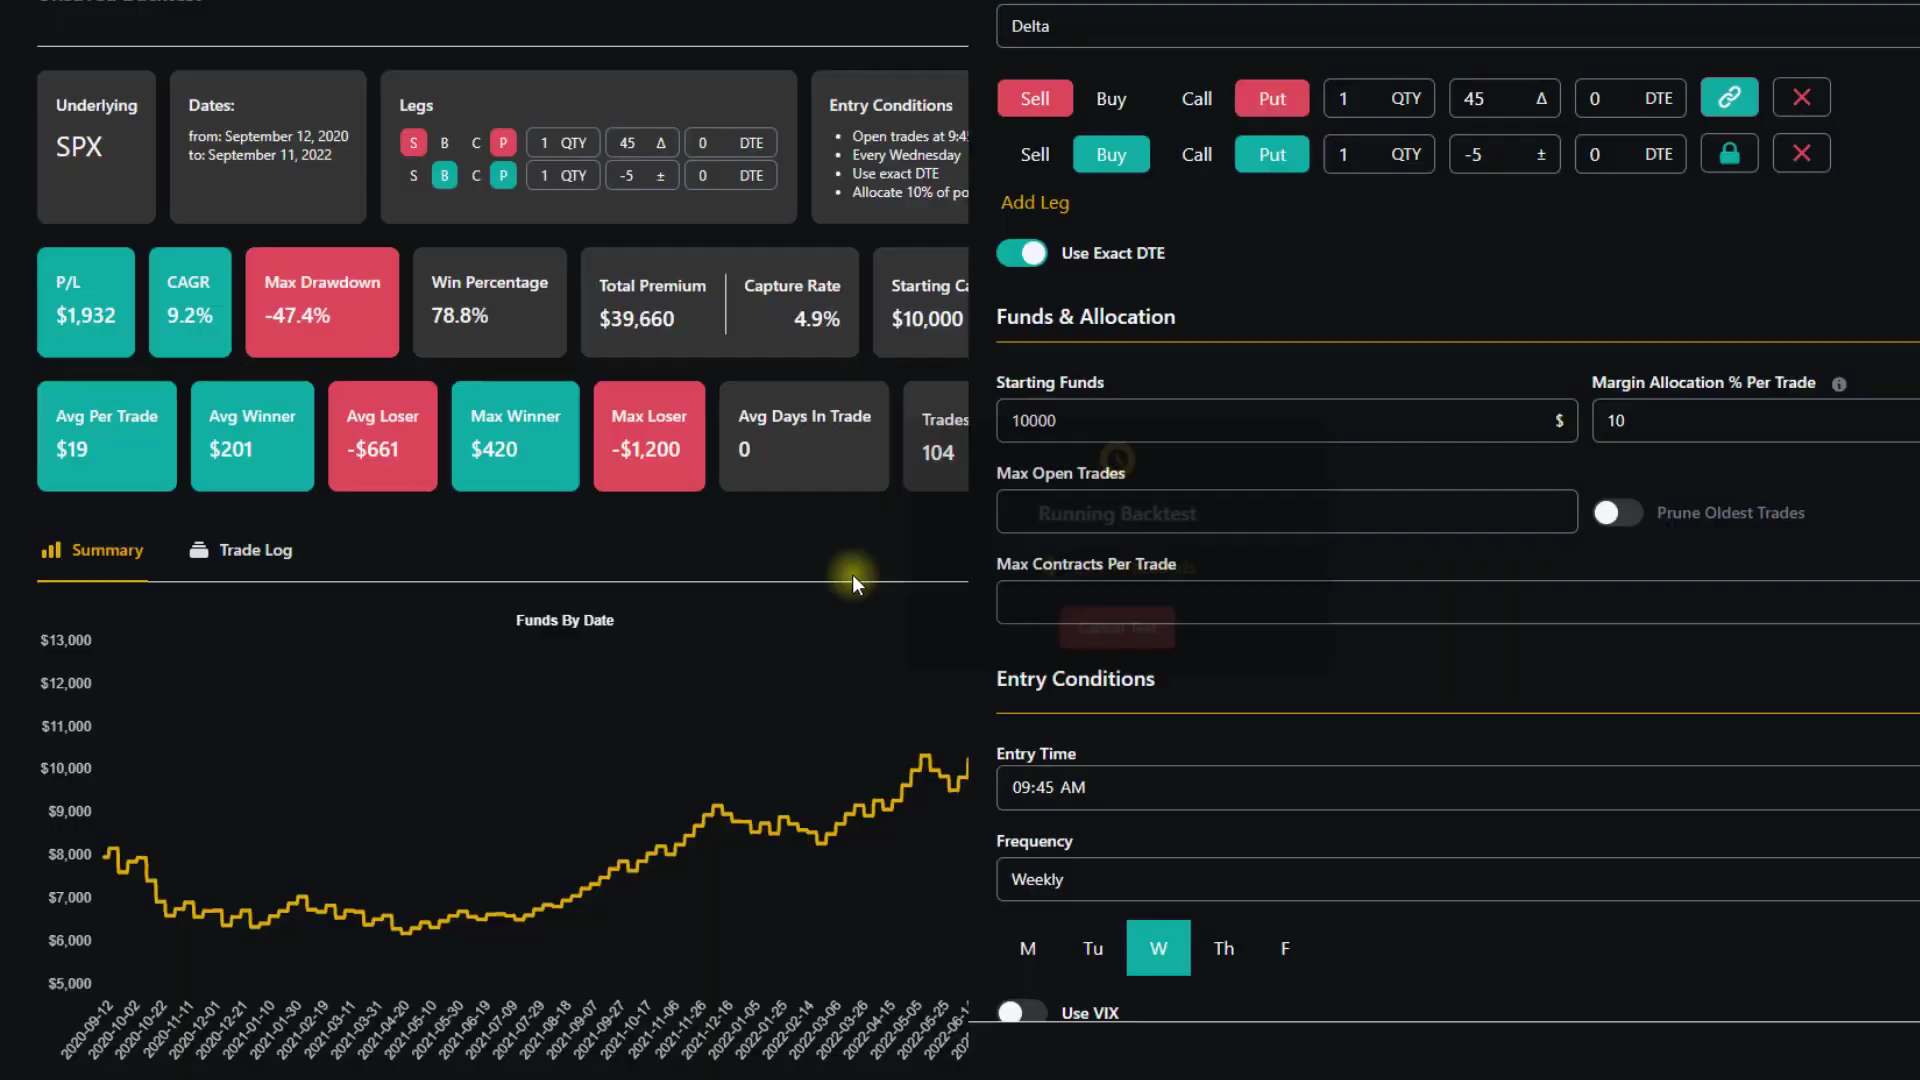 Underlying
SPX
Dates:
from: September 12, 2020
to: September 11, 2022
Legs
S B C P 1 QTY 45 Δ 0 DTE
S B C P 1 QTY -5 ± 0 DTE
Entry Conditions
• Open trades at 9:4
• Every Wednesday
• Use exact DTE
• Allocate 10% of po
P/L
$1,932
CAGR
9.2%
Max Drawdown
-47.4%
Win Percentage
78.8%
Total Premium
$39,660
Capture Rate
4.9%
Starting Ca
$10,000
Avg Per Trade
$19
Avg Winner
$201
Avg Loser
-$661
Max Winner
$420
Max Loser
-$1,200
Avg Days In Trade
0
Trades
104
Summary
Trade Log
Funds By Date
$13,000
$12,000
$11,000
$10,000
$9,000
$8,000
$7,000
$6,000
$5,000
2020-09-12
2020-10-02
2020-10-22
2020-11-11
2020-12-01
2020-12-21
2021-01-10
2021-01-30
2021-02-19
2021-03-11
2021-03-31
2021-04-20
2021-05-10
2021-05-30
2021-06-19
2021-07-09
2021-07-29
2021-08-18
2021-09-07
2021-09-27
2021-10-17
2021-11-06
2021-11-26
2021-12-16
2022-01-05
2022-01-25
2022-02-14
2022-03-06
2022-03-26
2022-04-15
2022-05-05
2022-05-25
2022-06-1
Delta
Sell Buy Call Put 1 QTY 45 Δ 0 DTE
Sell Buy Call Put 1 QTY -5 ± 0 DTE
Add Leg
Use Exact DTE
Funds & Allocation
Starting Funds
10000 $
Margin Allocation % Per Trade
10
Max Open Trades
Running Backtest
Prune Oldest Trades
Max Contracts Per Trade
Cancel Test
Entry Conditions
Entry Time
09:45 AM
Frequency
Weekly
M Tu W Th F
Use VIX